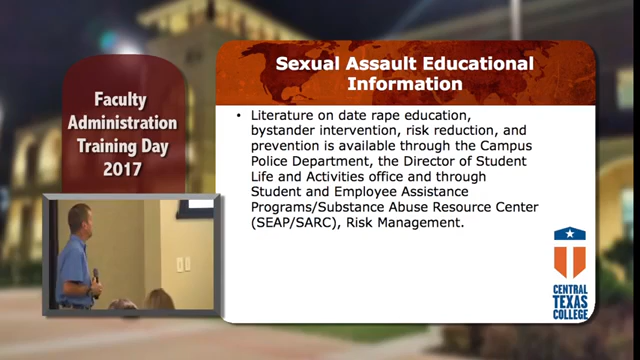 Faculty
Administration
Training Day
2017
Sexual Assault Educational
Information
• Literature on date rape education,
bystander intervention, risk reduction, and
prevention is available through the Campus
Police Department, the Director of Student
Life and Activities office and through
Student and Employee Assistance
Programs/Substance Abuse Resource Center
(SEAP/SARC), Risk Management.
CENTRAL
TEXAS
COLLEGE